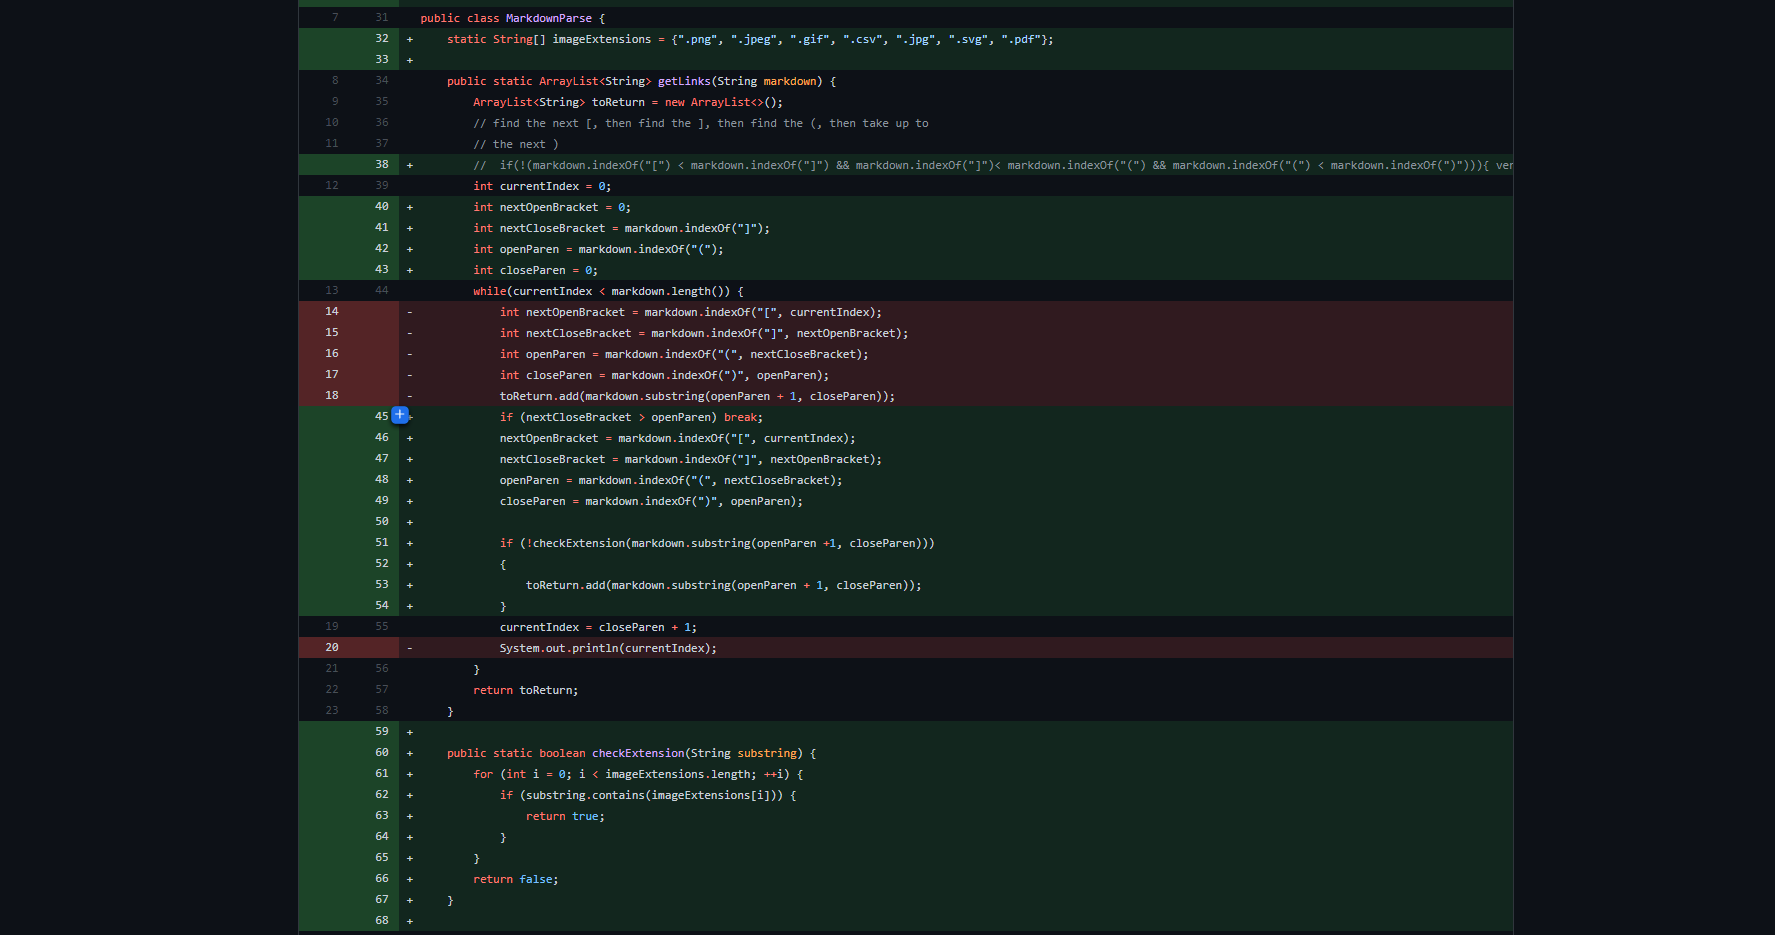 7 31 public class MarkdownParse {
32 + static String[] imageExtensions = {".png", ".jpeg", ".gif", ".csv", ".jpg", ".svg", ".pdf"};
33 +
8 34 public static ArrayList<String> getLinks(String markdown) {
9 35 ArrayList<String> toReturn = new ArrayList<>();
10 36 // find the next [, then find the ], then find the (, then take up to
11 37 // the next )
38 + // if(!(markdown.indexOf("[") < markdown.indexOf("]") && markdown.indexOf("]")< markdown.indexOf("(") && markdown.indexOf("(") < markdown.indexOf(")"))){ ver
12 39 int currentIndex = 0;
40 + int nextOpenBracket = 0;
41 + int nextCloseBracket = markdown.indexOf("]");
42 + int openParen = markdown.indexOf("(");
43 + int closeParen = 0;
13 44 while(currentIndex < markdown.length()) {
14 - int nextOpenBracket = markdown.indexOf("[", currentIndex);
15 - int nextCloseBracket = markdown.indexOf("]", nextOpenBracket);
16 - int openParen = markdown.indexOf("(", nextCloseBracket);
17 - int closeParen = markdown.indexOf(")", openParen);
18 - toReturn.add(markdown.substring(openParen + 1, closeParen));
45 + if (nextCloseBracket > openParen) break;
46 + nextOpenBracket = markdown.indexOf("[", currentIndex);
47 + nextCloseBracket = markdown.indexOf("]", nextOpenBracket);
48 + openParen = markdown.indexOf("(", nextCloseBracket);
49 + closeParen = markdown.indexOf(")", openParen);
50 +
51 + if (!checkExtension(markdown.substring(openParen +1, closeParen)))
52 + {
53 + toReturn.add(markdown.substring(openParen + 1, closeParen));
54 + }
19 55 currentIndex = closeParen + 1;
20 - System.out.println(currentIndex);
21 56 }
22 57 return toReturn;
23 58 }
59 +
60 + public static boolean checkExtension(String substring) {
61 + for (int i = 0; i < imageExtensions.length; ++i) {
62 + if (substring.contains(imageExtensions[i])) {
63 + return true;
64 + }
65 + }
66 + return false;
67 + }
68 +